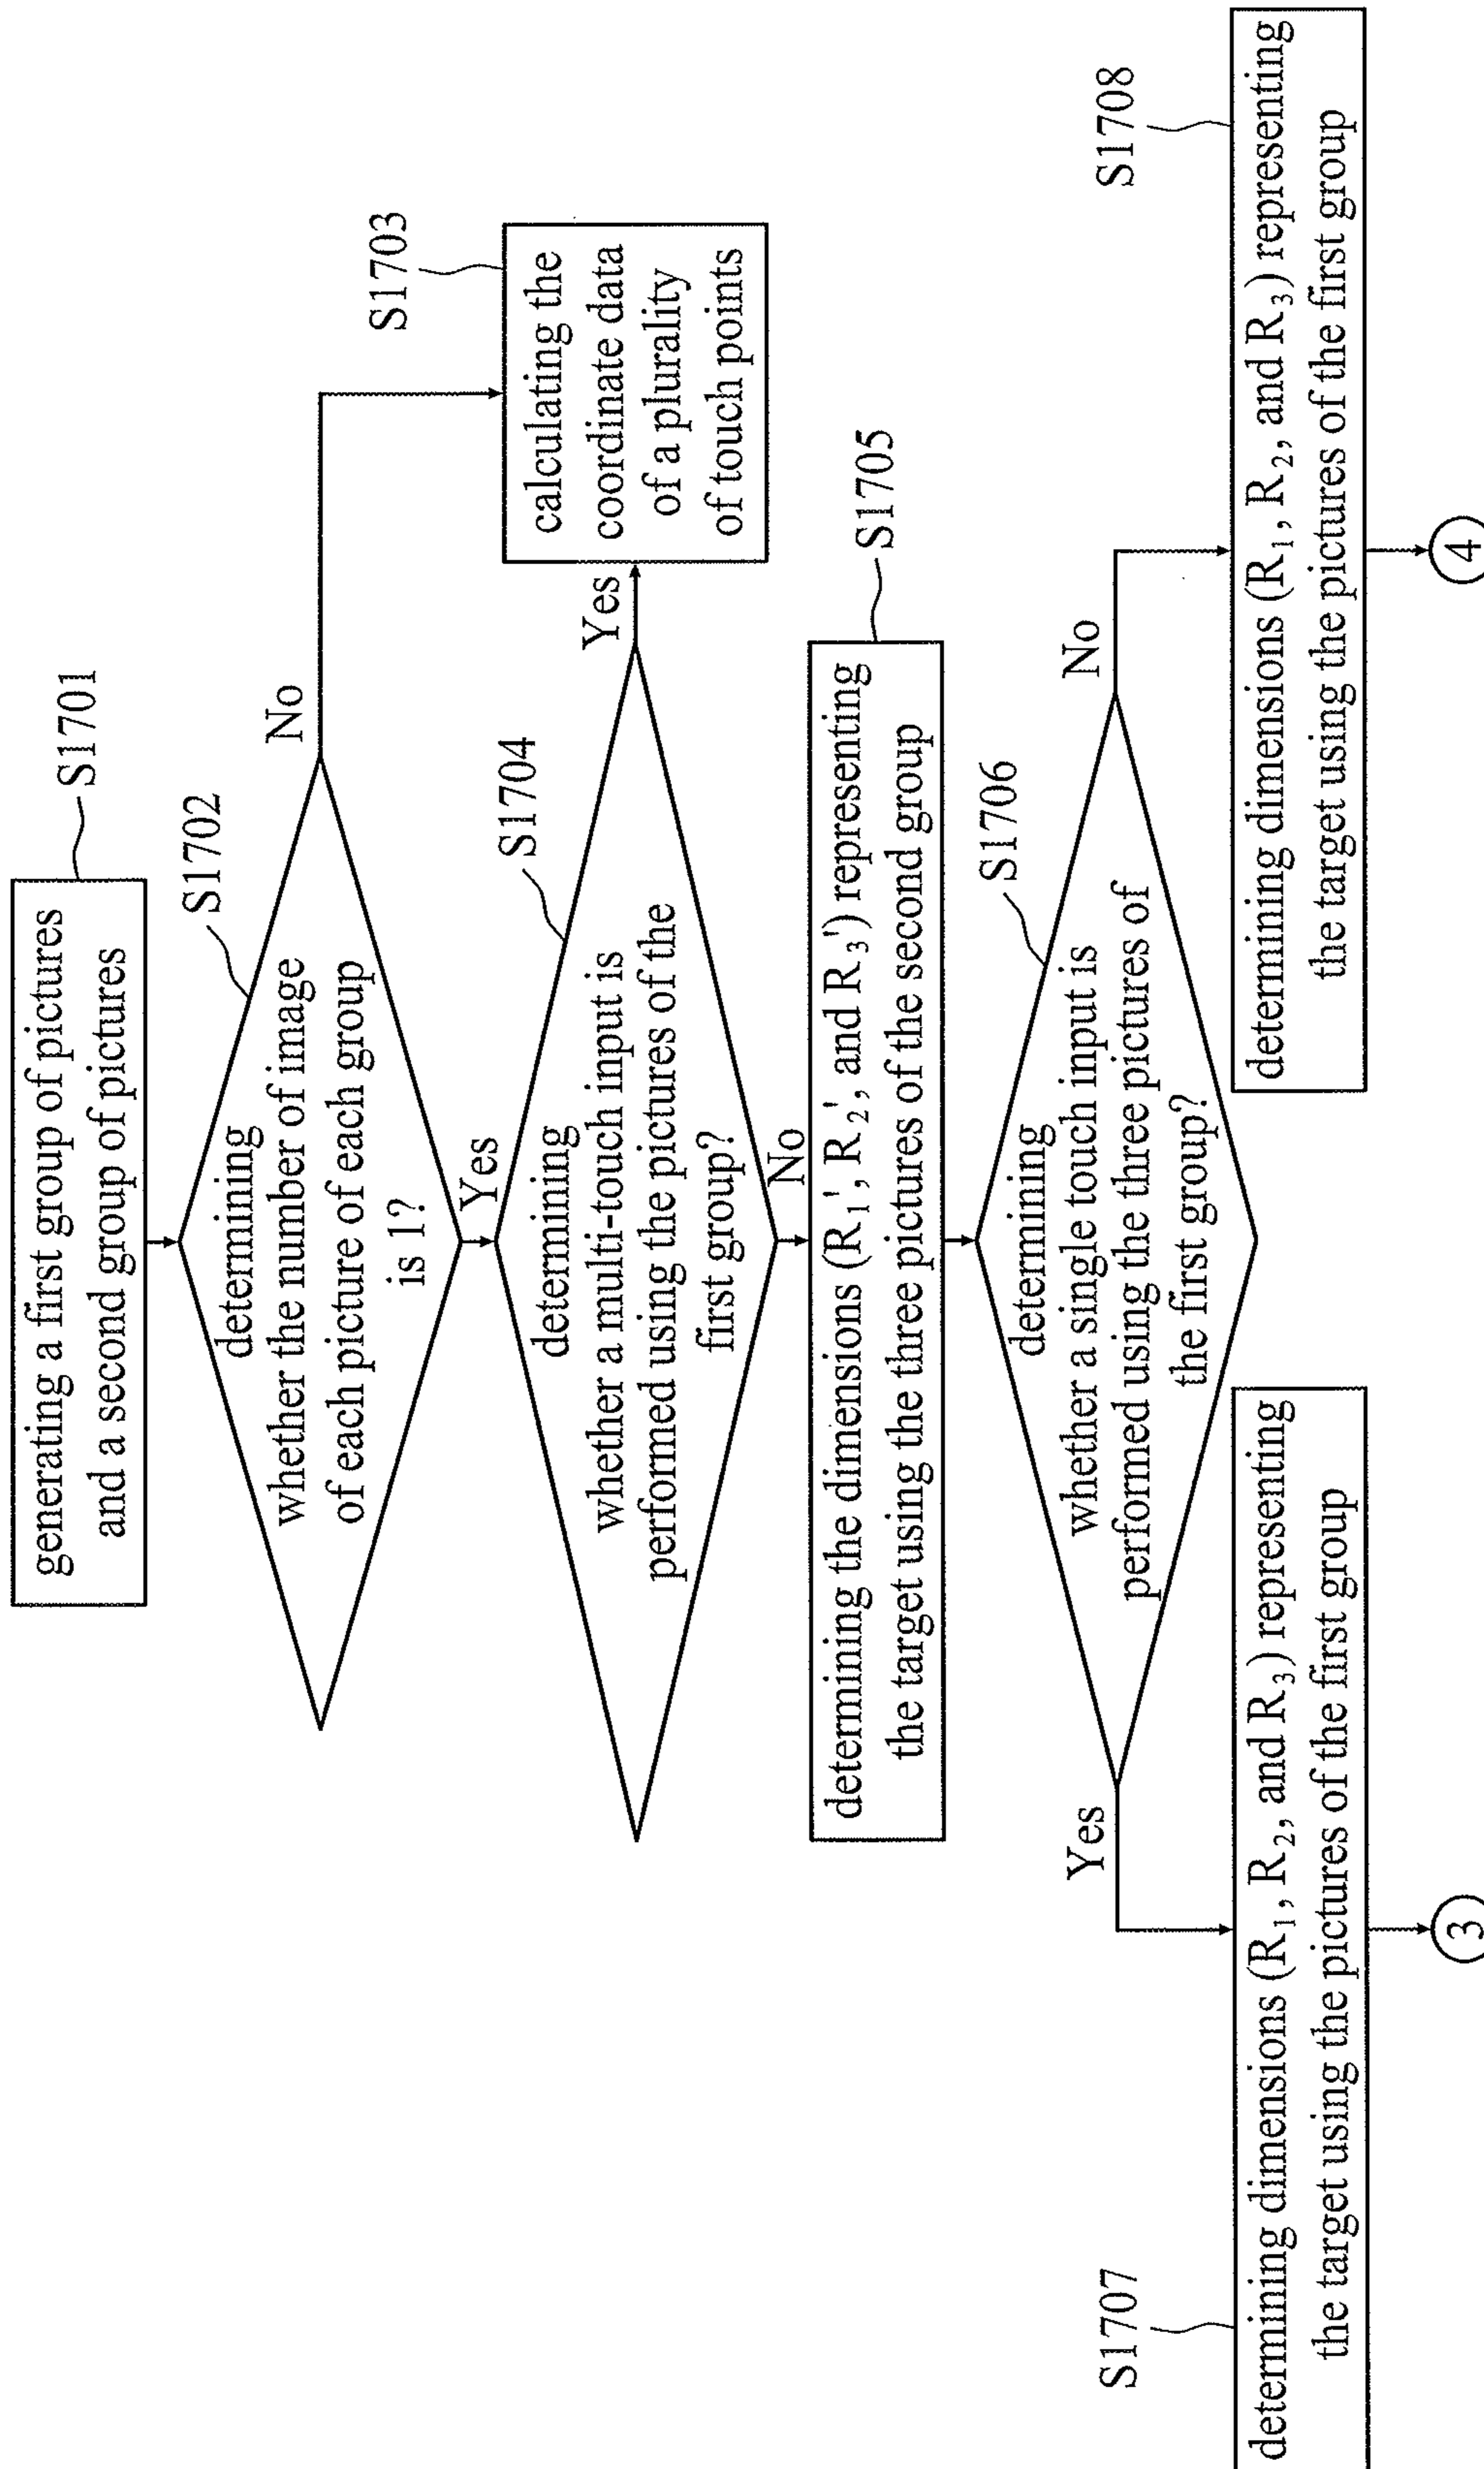 generating a first group of pictures
and a second group of pictures
S1701
determining
whether the number of image
of each picture of each group
is 1?
S1702
No
Yes
calculating the
coordinate data
of a plurality
of touch points
S1703
determining
whether a multi-touch input is
performed using the pictures of the
first group?
S1704
Yes
No
determining the dimensions (R₁', R₂', and R₃') representing
the target using the three pictures of the second group
S1705
determining
whether a single touch input is
performed using the three pictures of
the first group?
S1706
Yes
No
S1707
determining dimensions (R₁, R₂, and R₃) representing
the target using the pictures of the first group
3
S1708
determining dimensions (R₁, R₂, and R₃) representing
the target using the pictures of the first group
4